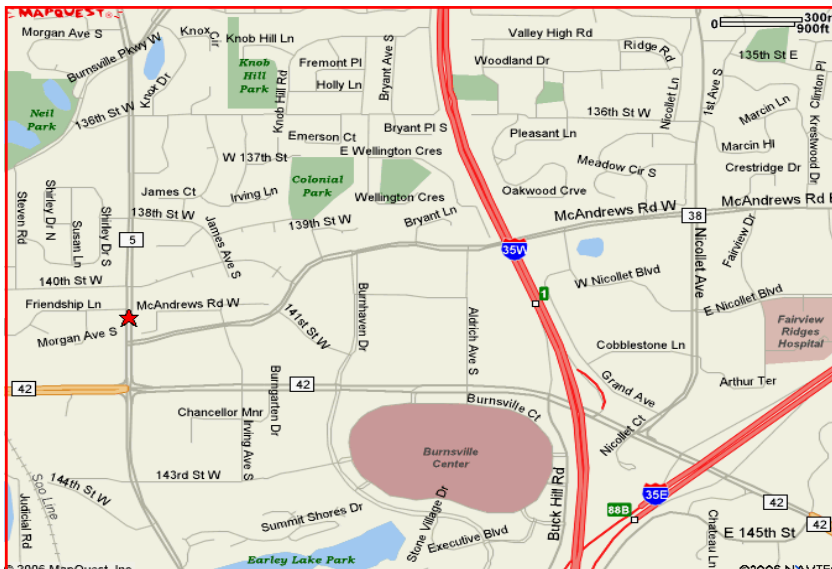 MAPQUEST
Morgan Ave S
Burnsville Pkwy W
Knox Cir
Knob Hill Ln
Bryant Ave S
Valley High Rd
0 300m
900ft
Ridge Rd
135th St E
Fremont Pl
Woodland Dr
Knob Hill Park
Knob Hill Rd
Holly Ln
Knox Dr
Nicollet Ln
1st Ave S
Clinton Pl
Marcin Ln
Neil Park
136th St W
136th St W
Bryant Pl S
Emerson Ct
Pleasant Ln
Krestwood Dr
Marcin Hl
E Wellington Cres
W 137th St
Meadow Cir S
Crestridge Dr
Colonial Park
James Ct
Irving Ln
Wellington Cres
Oakwood Crve
McAndrews Rd W
McAndrews Rd E
Steven Rd
Shirley Dr N
Susan Ln
Shirley Dr S
138th St W
139th St W
Bryant Ln
38
5
James Ave S
35W
Nicollet Ave
Fairview Dr
140th St W
W Nicollet Blvd
Friendship Ln
McAndrews Rd W
1
E Nicollet Blvd
141st St W
Burnhaven Dr
Aldrich Ave S
Morgan Ave S
Fairview Ridges Hospital
Cobblestone Ln
42
42
Burngarten Dr
Grand Ave
Arthur Ter
Chancellor Mnr
Irving Ave S
Burnsville Ct
Nicollet Ct
Burnsville Center
144th St W
143rd St W
Soo Line
Buck Hill Rd
35E
88B
42
42
Judicial Rd
Summit Shores Dr
Stone Village Dr
Executive Blvd
Chateau Ln
E 145th St
Earley Lake Park
© 2006 MapQuest, Inc
©2006 NAVTEQ